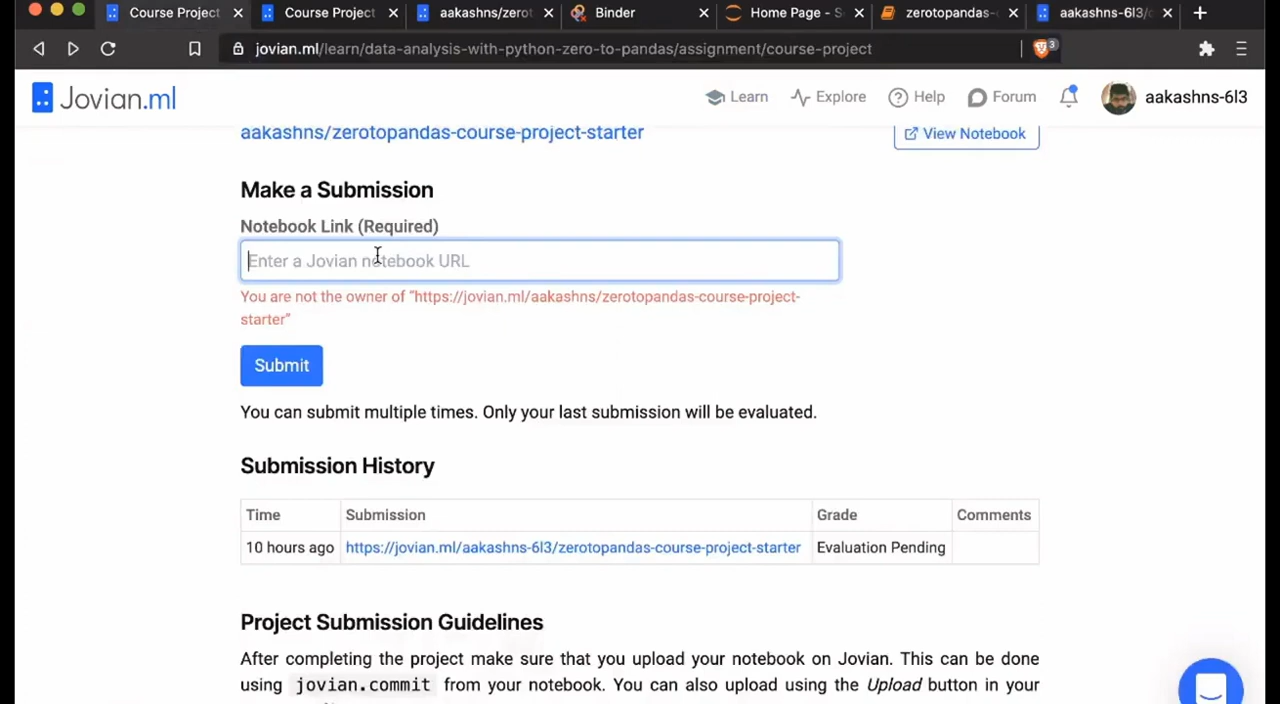 Course Project
Course Project
aakashns/zerot
Binder
Home Page - S
zerotopandas-
aakashns-6l3/
jovian.ml/learn/data-analysis-with-python-zero-to-pandas/assignment/course-project
3
Jovian.ml
Learn
Explore
Help
Forum
aakashns-6l3
aakashns/zerotopandas-course-project-starter
View Notebook
Make a Submission
Notebook Link (Required)
Enter a Jovian notebook URL
You are not the owner of "https://jovian.ml/aakashns/zerotopandas-course-project-
starter"
Submit
You can submit multiple times. Only your last submission will be evaluated.
Submission History
Time Submission Grade Comments
10 hours ago https://jovian.ml/aakashns-6l3/zerotopandas-course-project-starter Evaluation Pending
Project Submission Guidelines
After completing the project make sure that you upload your notebook on Jovian. This can be done
using jovian.commit from your notebook. You can also upload using the Upload button in your